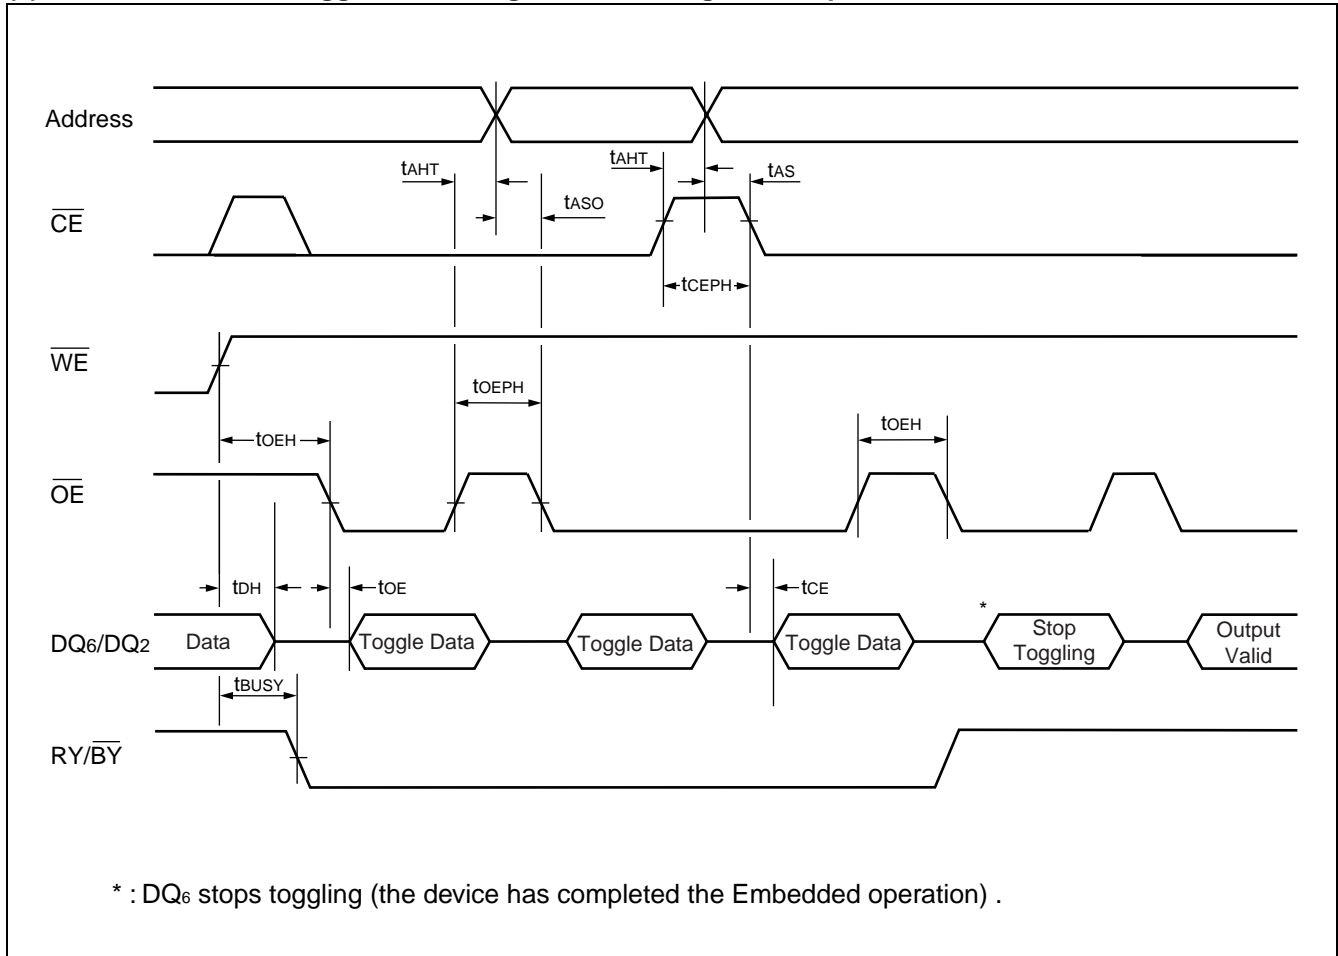 Address
tAHT
tAHT
tAS
tASO
CE
tCEPH
WE
tOEPH
tOEH
tOEH
OE
tDH
tOE
tCE
*
DQ6/DQ2
Data
Toggle Data
Toggle Data
Toggle Data
Stop
Toggling
Output
Valid
tBUSY
RY/BY
* : DQ6 stops toggling (the device has completed the Embedded operation) .